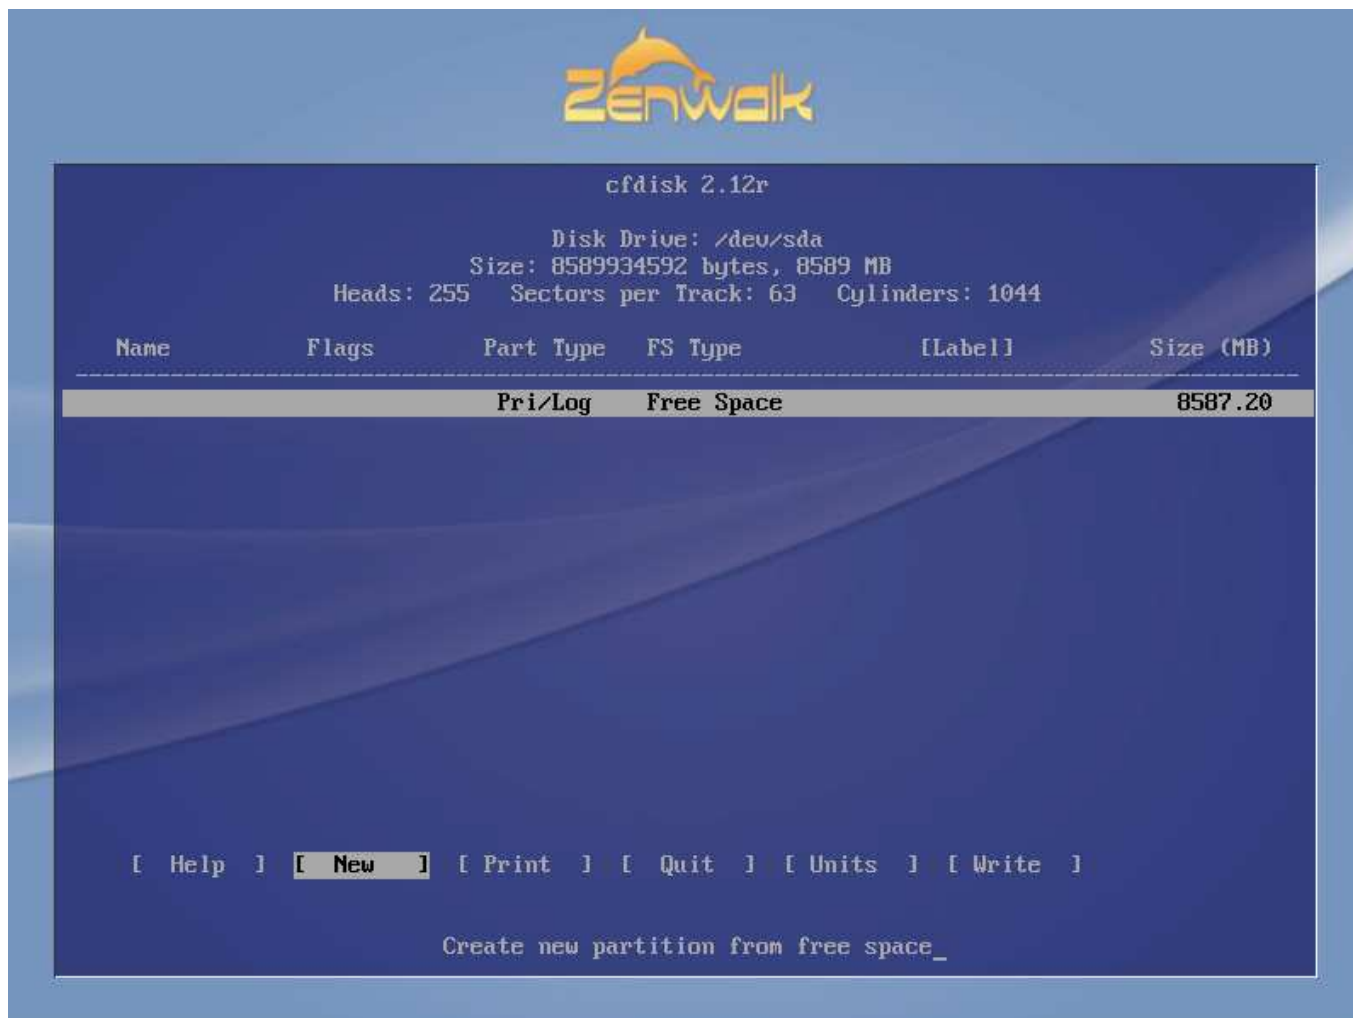 Zenwalk
cfdisk 2.12r
Disk Drive: /dev/sda
Size: 8589934592 bytes, 8589 MB
Heads: 255 Sectors per Track: 63 Cylinders: 1044
Name Flags Part Type FS Type [Label] Size (MB)
Pri/Log Free Space 8587.20
[ Help ] [ New ] [ Print ] [ Quit ] [ Units ] [ Write ]
Create new partition from free space_